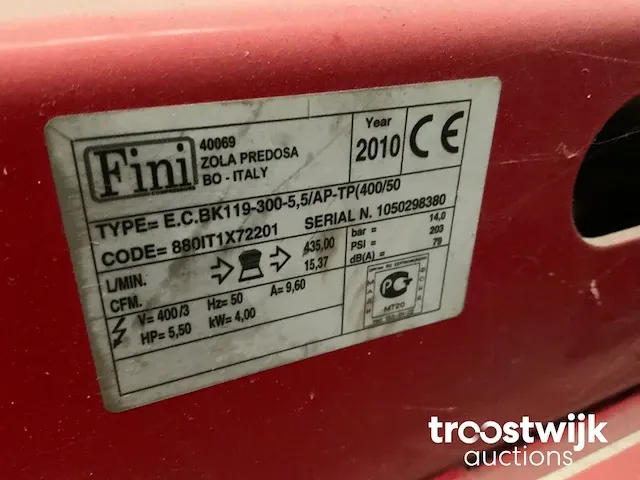 Fini
40069
ZOLA PREDOSA
BO - ITALY
Year
2010
CE
TYPE= E.C.BK119-300-5,5/AP-TP(400/50
CODE= 880IT1X72201
SERIAL N. 1050298380
L/MIN. 435,00
CFM. 15,37
bar = 14,0
PSI = 203
dB(A) = 79
V= 400/3 Hz= 50 A= 9,60
HP= 5,50 kW= 4,00
MT20
troostwijk
auctions